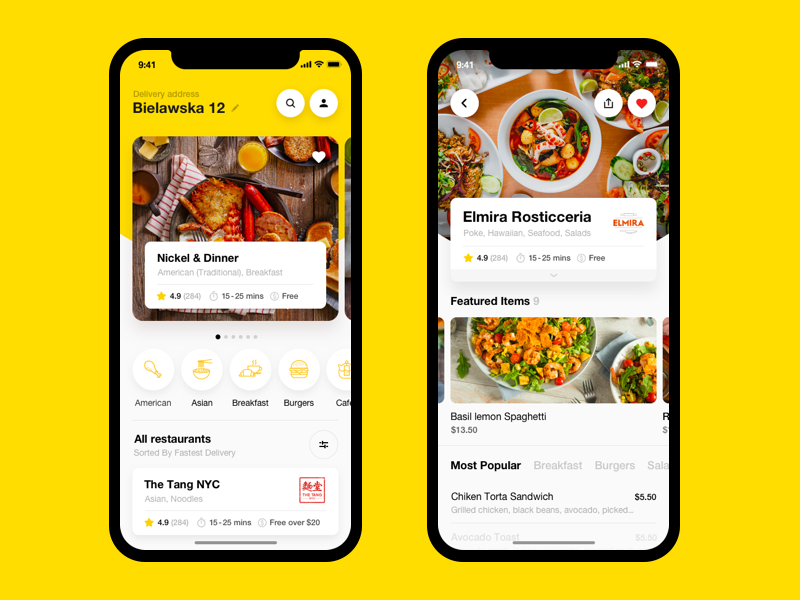 9:41
Delivery address
Bielawska 12
Nickel & Dinner
American (Traditional), Breakfast
4.9 (284) 15-25 mins Free
American Asian Breakfast Burgers Cafe
All restaurants
Sorted By Fastest Delivery
The Tang NYC
Asian, Noodles
THE TANG
4.9 (284) 15-25 mins Free over $20
9:41
Elmira Rosticceria
ELMIRA
Poke, Hawaiian, Seafood, Salads
4.9 (284) 15-25 mins Free
Featured Items 9
Basil lemon Spaghetti
$13.50
R
$1
Most Popular Breakfast Burgers Sala
Chiken Torta Sandwich $5.50
Grilled chicken, black beans, avocado, picked...
Avocado Toast $5.50